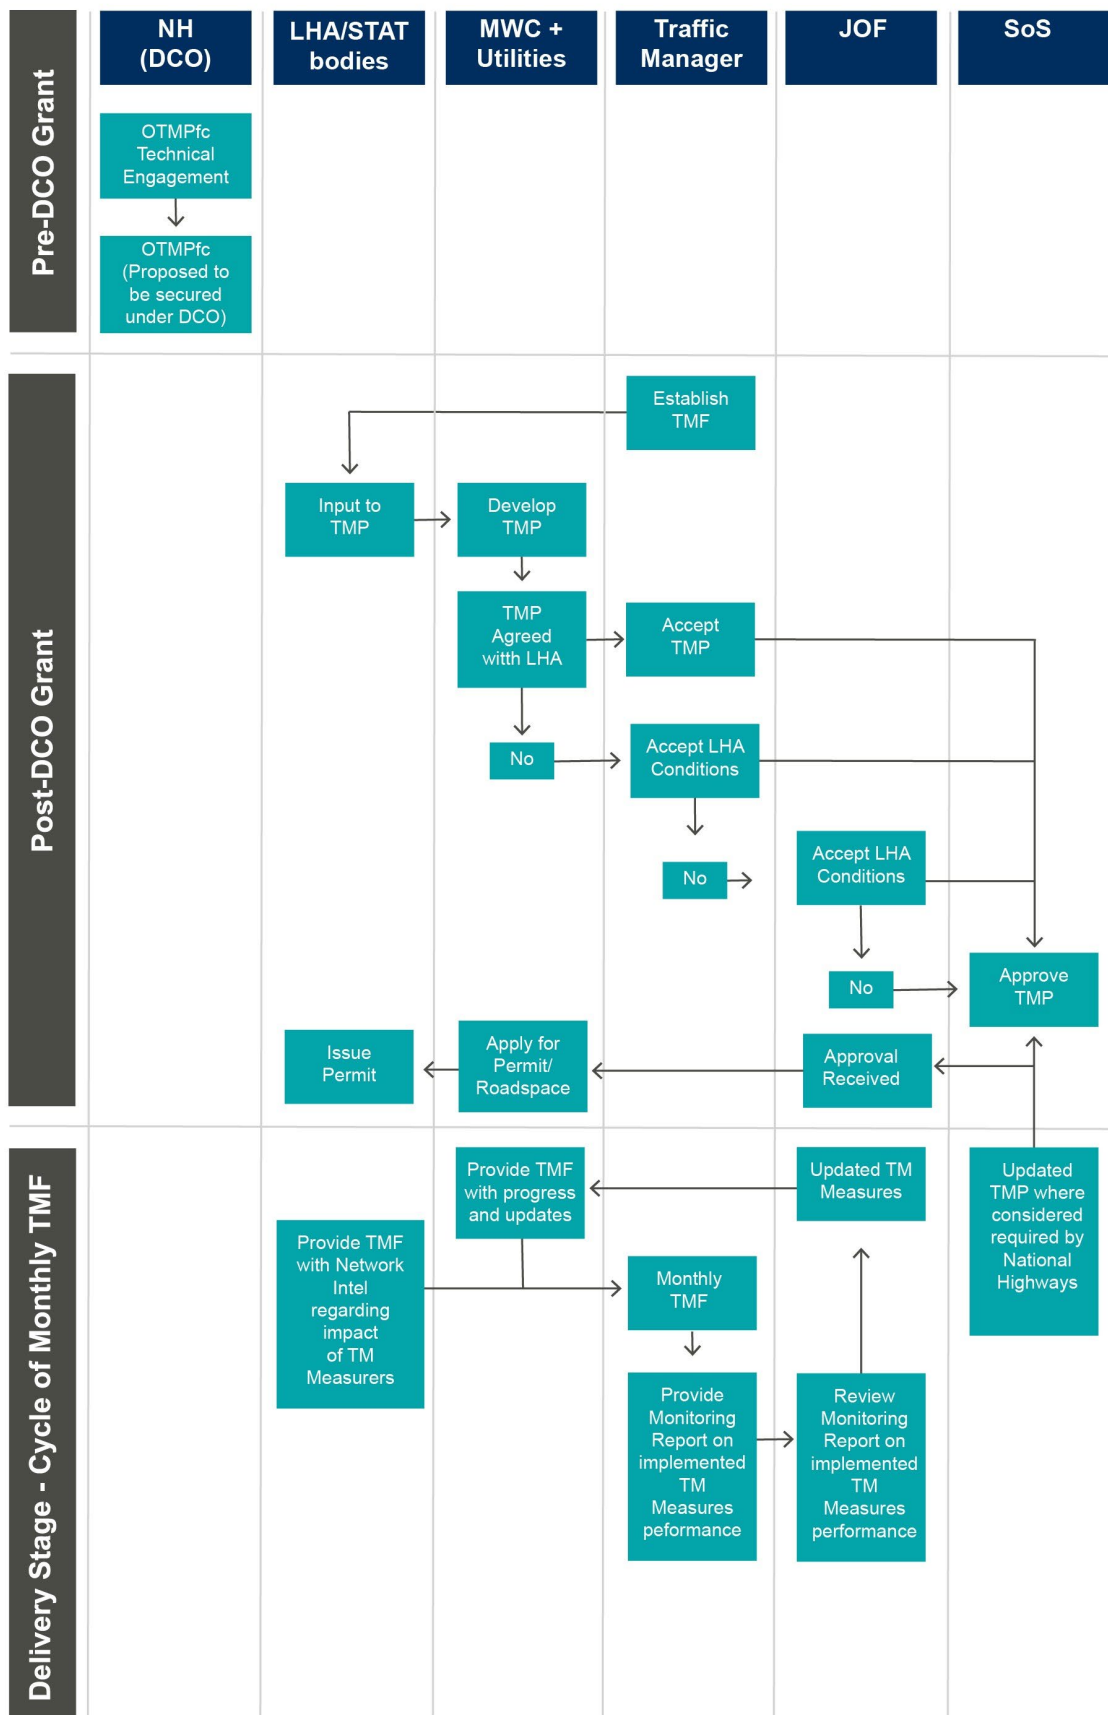 NH
(DCO)
LHA/STAT
bodies
MWC +
Utilities
Traffic
Manager
JOF
SoS
Pre-DCO Grant
OTMPfc
Technical
Engagement
OTMPfc
(Proposed to
be secured
under DCO)
Post-DCO Grant
Establish
TMF
Input to
TMP
Develop
TMP
TMP
Agreed
witth LHA
Accept
TMP
No
Accept LHA
Conditions
No
Accept LHA
Conditions
No
Approve
TMP
Issue
Permit
Apply for
Permit/
Roadspace
Approval
Received
Delivery Stage - Cycle of Monthly TMF
Provide TMF
with Network
Intel
regarding
impact
of TM
Measurers
Provide TMF
with progress
and updates
Monthly
TMF
Provide
Monitoring
Report on
implemented
TM
Measures
peformance
Updated TM
Measures
Review
Monitoring
Report on
implemented
TM
Measures
performance
Updated
TMP where
considered
required by
National
Highways